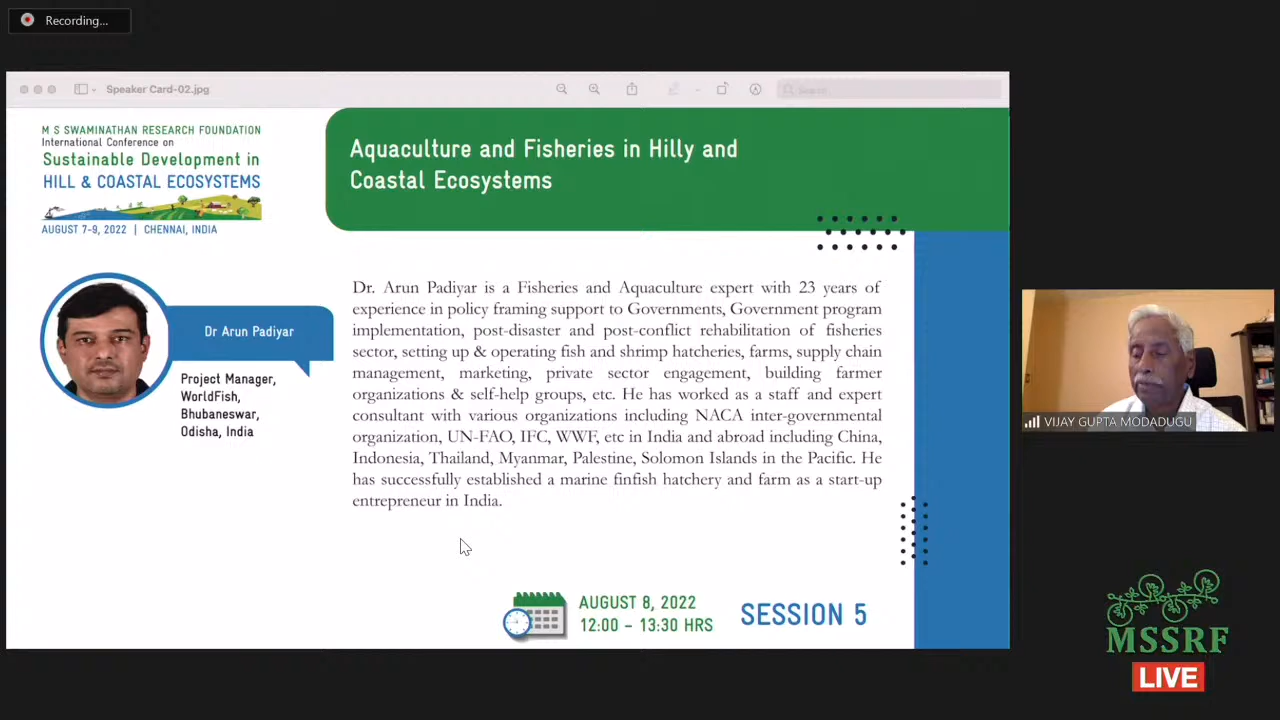 Recording...
Speaker Card-02.jpg
Search
M S SWAMINATHAN RESEARCH FOUNDATION
International Conference on
Sustainable Development in
HILL & COASTAL ECOSYSTEMS
AUGUST 7-9, 2022 | CHENNAI, INDIA
Aquaculture and Fisheries in Hilly and
Coastal Ecosystems
Dr Arun Padiyar
Project Manager,
WorldFish,
Bhubaneswar,
Odisha, India
Dr. Arun Padiyar is a Fisheries and Aquaculture expert with 23 years of
experience in policy framing support to Governments, Government program
implementation, post-disaster and post-conflict rehabilitation of fisheries
sector, setting up & operating fish and shrimp hatcheries, farms, supply chain
management, marketing, private sector engagement, building farmer
organizations & self-help groups, etc. He has worked as a staff and expert
consultant with various organizations including NACA inter-governmental
organization, UN-FAO, IFC, WWF, etc in India and abroad including China,
Indonesia, Thailand, Myanmar, Palestine, Solomon Islands in the Pacific. He
has successfully established a marine finfish hatchery and farm as a start-up
entrepreneur in India.
AUGUST 8, 2022
12:00 – 13:30 HRS
SESSION 5
VIJAY GUPTA MODADUGU
MSSRF
LIVE